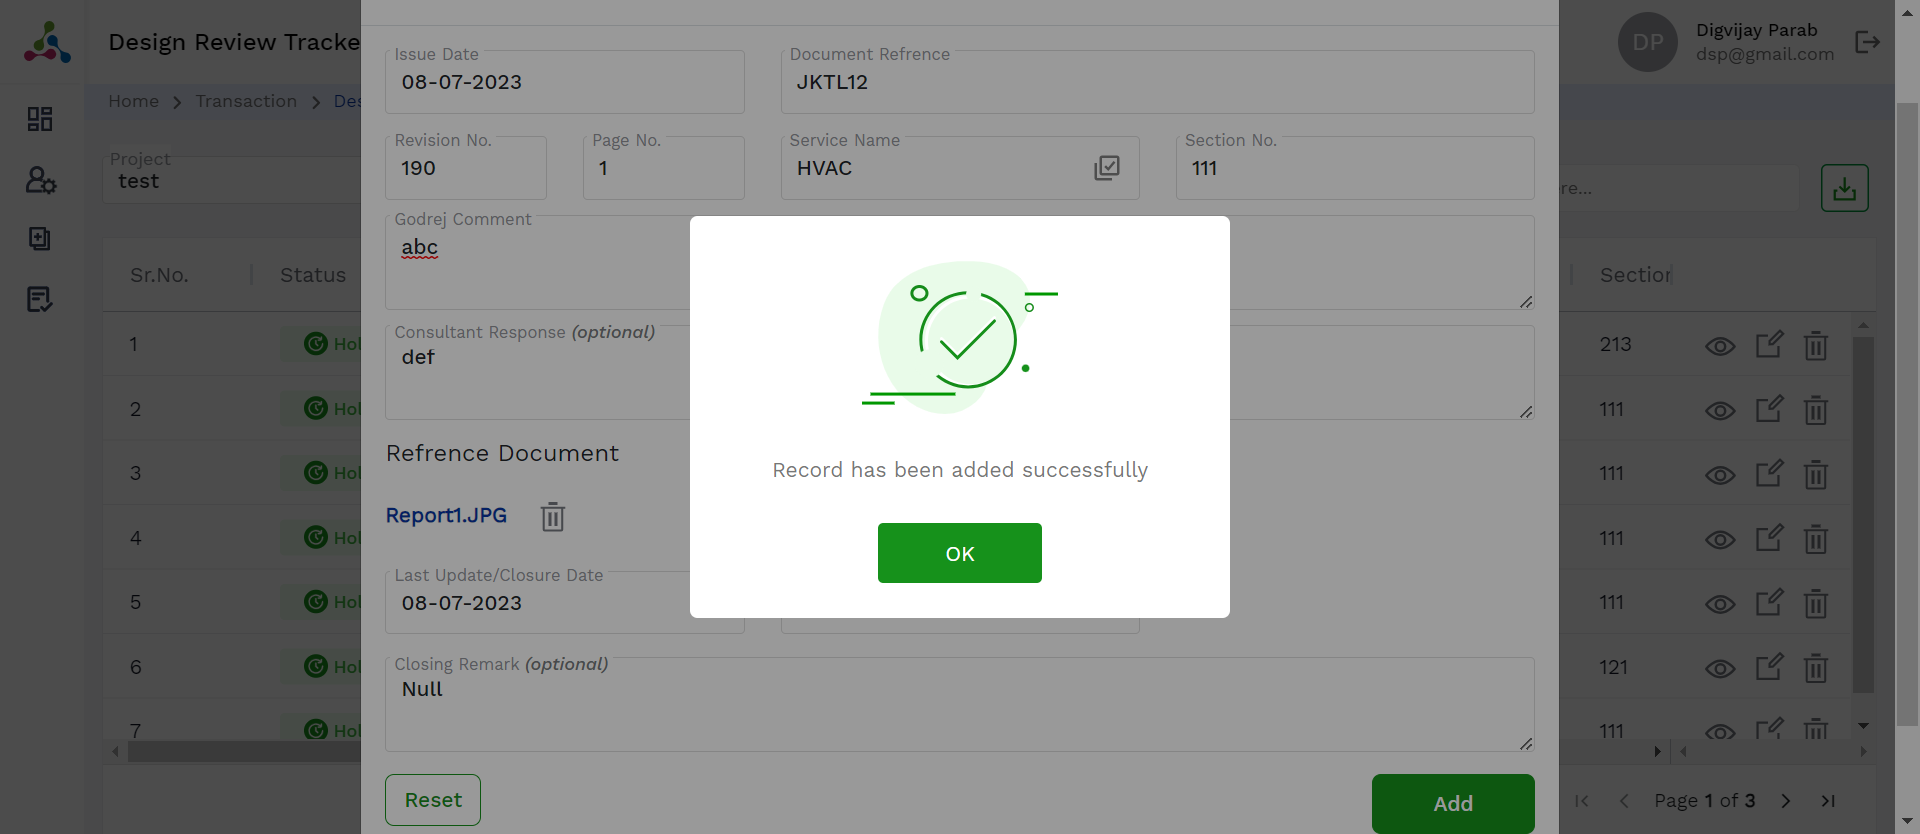 Design Review Tracke
DP
Digvijay Parab
dsp@gmail.com
Home
Transaction
Des
Project
test
Issue Date
08-07-2023
Document Refrence
JKTL12
Revision No.
190
Page No.
1
Service Name
HVAC
Section No.
111
Godrej Comment
abc
Consultant Response (optional)
def
Refrence Document
Report1.JPG
Last Update/Closure Date
08-07-2023
Closing Remark (optional)
Null
Reset
Add
Record has been added successfully
OK
re...
Sr.No. Status Section
1 Hol 213
2 Hol 111
3 Hol 111
4 Hol 111
5 Hol 111
6 Hol 121
7 Hol 111
Page 1 of 3